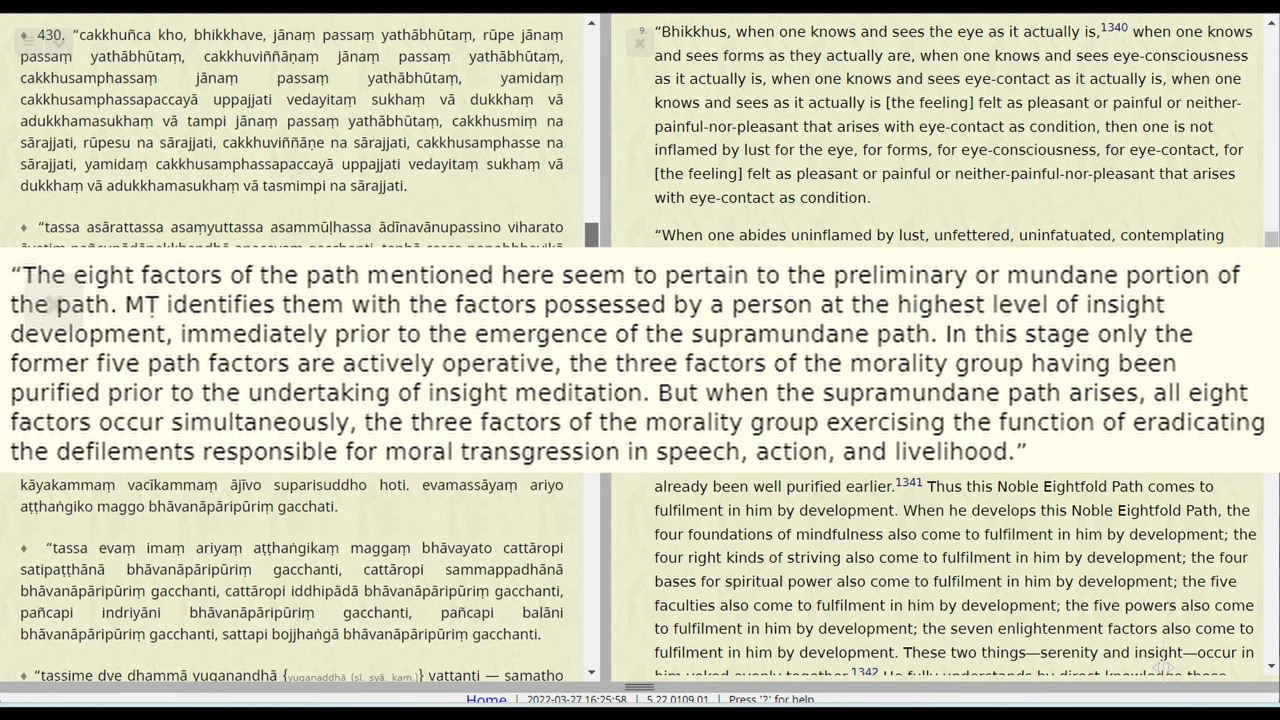 ♦ 430. “cakkhuñca kho, bhikkhave, jānaṃ passaṃ yathābhūtaṃ, rūpe jānaṃ
passaṃ yathābhūtaṃ, cakkhuviññāṇaṃ jānaṃ passaṃ yathābhūtaṃ,
cakkhusamphassaṃ jānaṃ passaṃ yathābhūtaṃ, yamidaṃ
cakkhusamphassapaccayā uppajjati vedayitaṃ sukhaṃ vā dukkhaṃ vā
adukkhamasukhaṃ vā tampi jānaṃ passaṃ yathābhūtaṃ, cakkhusmiṃ na
sārajjati, rūpesu na sārajjati, cakkhuviññāṇe na sārajjati, cakkhusamphasse na
sārajjati, yamidaṃ cakkhusamphassapaccayā uppajjati vedayitaṃ sukhaṃ vā
dukkhaṃ vā adukkhamasukhaṃ vā tasmimpi na sārajjati.
♦ “tassa asārattassa asaṃyuttassa asammūḷhassa ādīnavānupassino viharato
9. “Bhikkhus, when one knows and sees the eye as it actually is,1340 when one knows
and sees forms as they actually are, when one knows and sees eye-consciousness
as it actually is, when one knows and sees eye-contact as it actually is, when one
knows and sees as it actually is [the feeling] felt as pleasant or painful or neither-
painful-nor-pleasant that arises with eye-contact as condition, then one is not
inflamed by lust for the eye, for forms, for eye-consciousness, for eye-contact, for
[the feeling] felt as pleasant or painful or neither-painful-nor-pleasant that arises
with eye-contact as condition.
“When one abides uninflamed by lust, unfettered, uninfatuated, contemplating
“The eight factors of the path mentioned here seem to pertain to the preliminary or mundane portion of
the path. MṬ identifies them with the factors possessed by a person at the highest level of insight
development, immediately prior to the emergence of the supramundane path. In this stage only the
former five path factors are actively operative, the three factors of the morality group having been
purified prior to the undertaking of insight meditation. But when the supramundane path arises, all eight
factors occur simultaneously, the three factors of the morality group exercising the function of eradicating
the defilements responsible for moral transgression in speech, action, and livelihood.”
kāyakammaṃ vacīkammaṃ ājīvo suparisuddho hoti. evamassāyaṃ ariyo
aṭṭhaṅgiko maggo bhāvanāpāripūriṃ gacchati.
♦ “tassa evaṃ imaṃ ariyaṃ aṭṭhaṅgikaṃ maggaṃ bhāvayato cattāropi
satipaṭṭhānā bhāvanāpāripūriṃ gacchanti, cattāropi sammappadhānā
bhāvanāpāripūriṃ gacchanti, cattāropi iddhipādā bhāvanāpāripūriṃ gacchanti,
pañcapi indriyāni bhāvanāpāripūriṃ gacchanti, pañcapi balāni
bhāvanāpāripūriṃ gacchanti, sattapi bojjhaṅgā bhāvanāpāripūriṃ gacchanti.
♦ “tassime dve dhammā yuganandhā {yuganaddhā (sī. syā. kaṃ.)} vattanti — samatho
already been well purified earlier.1341 Thus this Noble Eightfold Path comes to
fulfilment in him by development. When he develops this Noble Eightfold Path, the
four foundations of mindfulness also come to fulfilment in him by development; the
four right kinds of striving also come to fulfilment in him by development; the four
bases for spiritual power also come to fulfilment in him by development; the five
faculties also come to fulfilment in him by development; the five powers also come
to fulfilment in him by development; the seven enlightenment factors also come to
fulfilment in him by development. These two things—serenity and insight—occur in
him yoked evenly together.1342 He fully understands by direct knowledge those
Home | 2022-03-27 16:25:58 | 5.22.0109.01 | Press '?' for help